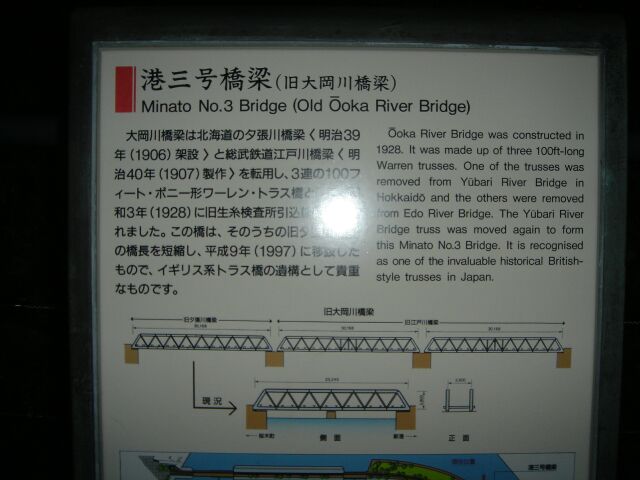 港三号橋梁(旧大岡川橋梁)
Minato No.3 Bridge (Old Ōoka River Bridge)
大岡川橋梁は北海道の夕張川橋梁〈明治39
年(1906)架設〉と総武鉄道江戸川橋梁〈明
治40年(1907)製作〉を転用し、3連の100フ
ィート・ポニー形ワーレン・トラス橋と
和3年(1928)に旧生糸検査所引込
れました。この橋は、そのうちの旧夕
の橋長を短縮し、平成9年(1997)に移設した
もので、イギリス系トラス橋の遺構として貴重
なものです。
Ōoka River Bridge was constructed in
1928. It was made up of three 100ft-long
Warren trusses. One of the trusses was
removed from Yūbari River Bridge in
Hokkaidō and the others were removed
from Edo River Bridge. The Yūbari River
Bridge truss was moved again to form
this Minato No.3 Bridge. It is recognised
as one of the invaluable historical British-
style trusses in Japan.
旧大岡川橋梁
旧夕張川橋梁
旧江戸川橋梁
30,168
30,168
30,168
現況
桜木町
側面
新港
正面
港三号橋梁